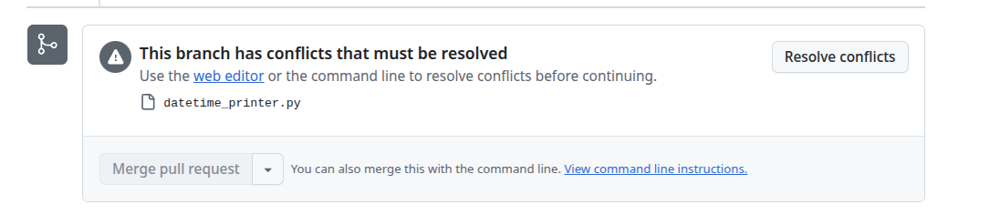 This branch has conflicts that must be resolved
Resolve conflicts
Use the web editor or the command line to resolve conflicts before continuing.
datetime_printer.py
Merge pull request
You can also merge this with the command line. View command line instructions.